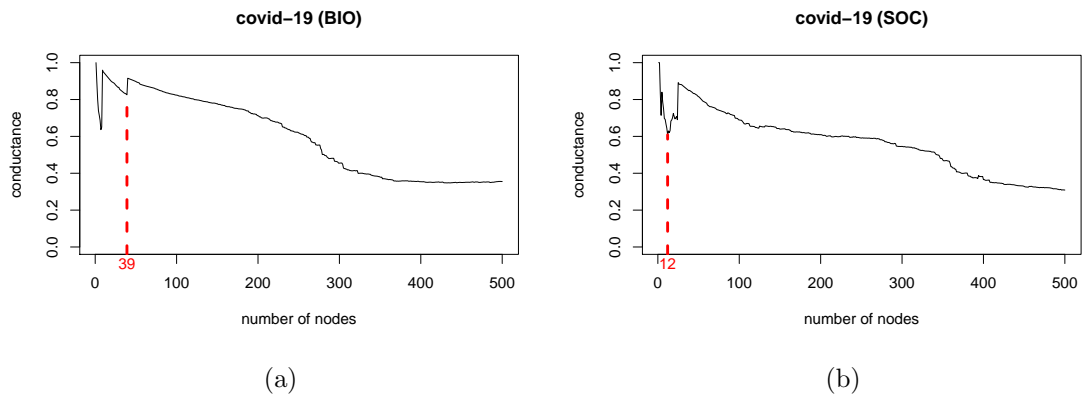 covid−19 (BIO)
conductance
1.0
0.8
0.6
0.4
0.2
0.0
39
0 100 200 300 400 500
number of nodes
(a)
covid−19 (SOC)
conductance
1.0
0.8
0.6
0.4
0.2
0.0
12
0 100 200 300 400 500
number of nodes
(b)